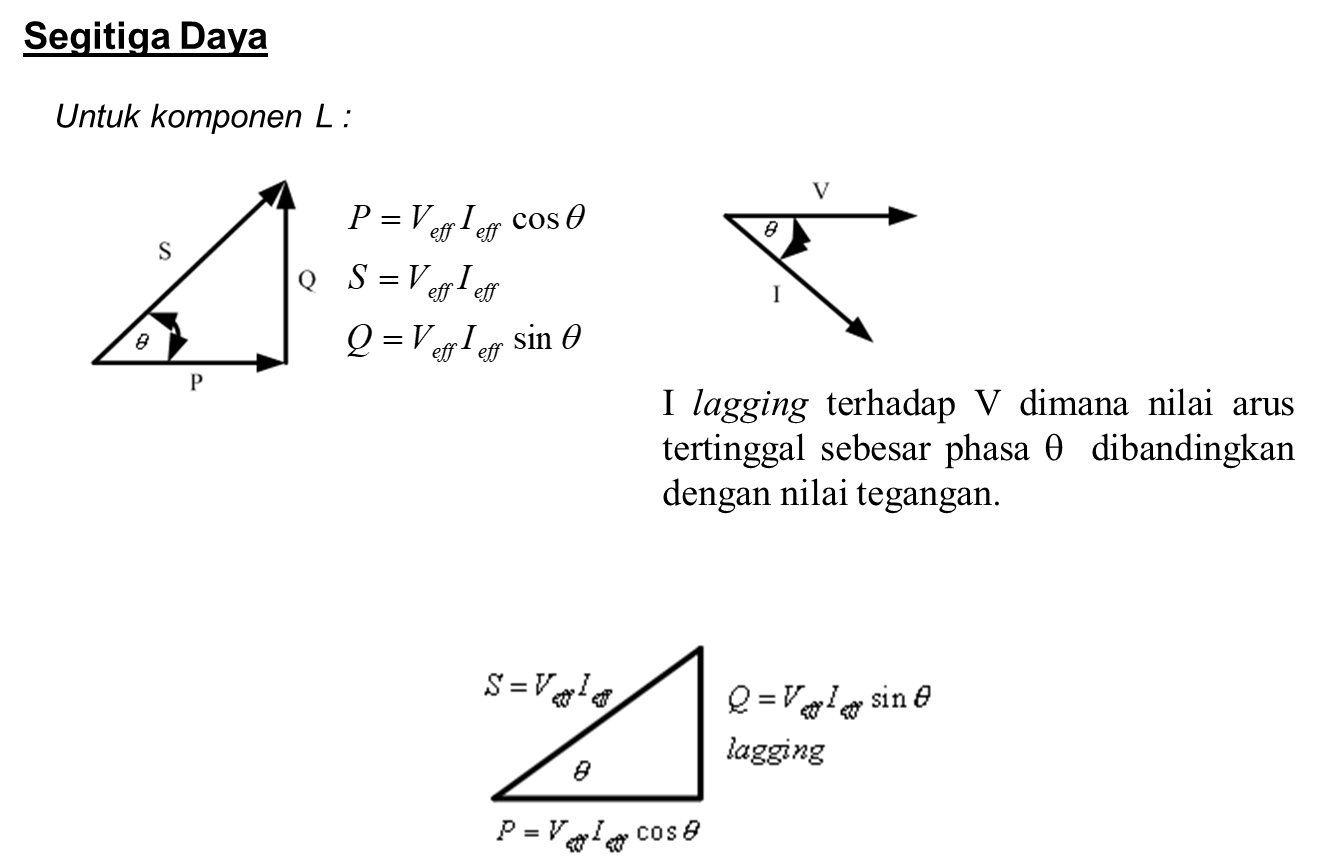 Segitiga Daya
Untuk komponen L :
S
Q
θ
P
P = V_eff I_eff cos θ
S = V_eff I_eff
Q = V_eff I_eff sin θ
V
θ
I
I lagging terhadap V dimana nilai arus
tertinggal sebesar phasa θ dibandingkan
dengan nilai tegangan.
S = V_eff I_eff
Q = V_eff I_eff sin θ
lagging
θ
P = V_eff I_eff cos θ